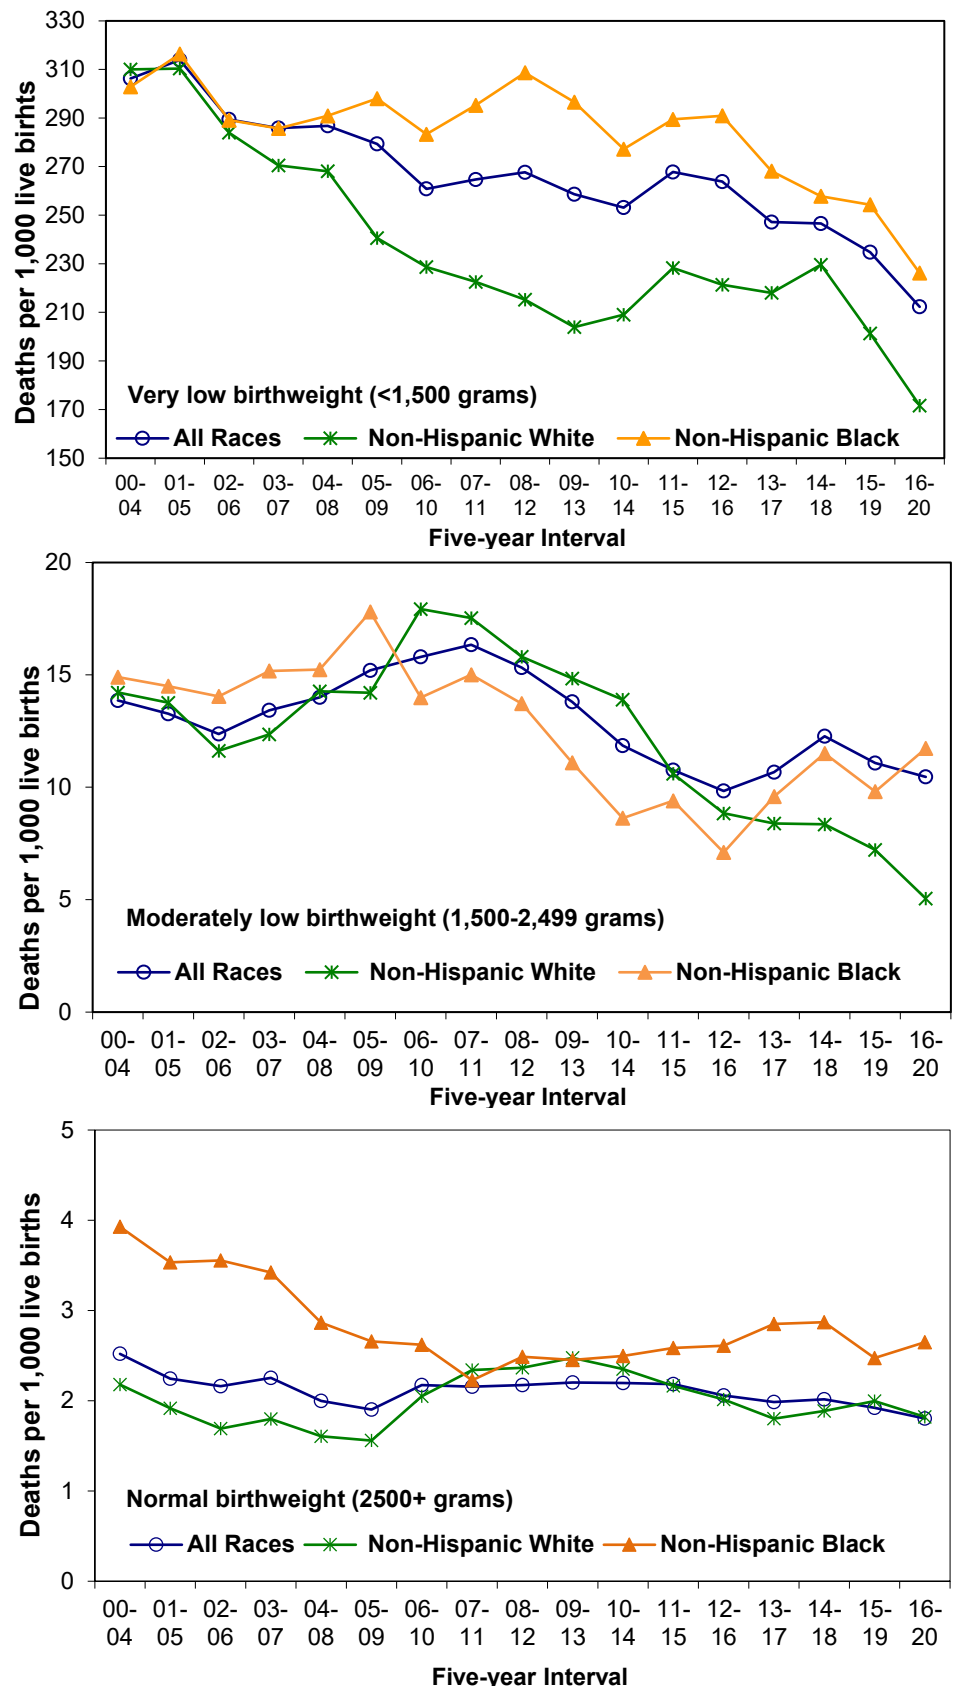 Deaths per 1,000 live birhts
330
310
290
270
250
230
210
190
170
150
Very low birthweight (<1,500 grams)
All Races Non-Hispanic White Non-Hispanic Black
00-04 01-05 02-06 03-07 04-08 05-09 06-10 07-11 08-12 09-13 10-14 11-15 12-16 13-17 14-18 15-19 16-20
Five-year Interval
Deaths per 1,000 live births
20
15
10
5
0
Moderately low birthweight (1,500-2,499 grams)
All Races Non-Hispanic White Non-Hispanic Black
00-04 01-05 02-06 03-07 04-08 05-09 06-10 07-11 08-12 09-13 10-14 11-15 12-16 13-17 14-18 15-19 16-20
Five-year Interval
Deaths per 1,000 live births
5
4
3
2
1
0
Normal birthweight (2500+ grams)
All Races Non-Hispanic White Non-Hispanic Black
00-04 01-05 02-06 03-07 04-08 05-09 06-10 07-11 08-12 09-13 10-14 11-15 12-16 13-17 14-18 15-19 16-20
Five-year Interval